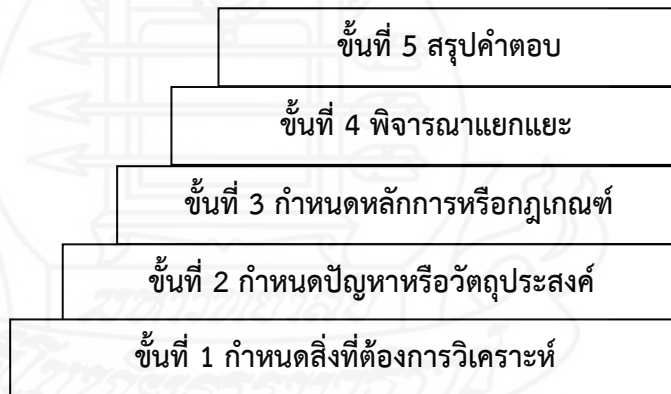 ขั้นที่ 5 สรุปคำตอบ
ขั้นที่ 4 พิจารณาแยกแยะ
ขั้นที่ 3 กำหนดหลักการหรือกฎเกณฑ์
ขั้นที่ 2 กำหนดปัญหาหรือวัตถุประสงค์
ขั้นที่ 1 กำหนดสิ่งที่ต้องการวิเคราะห์